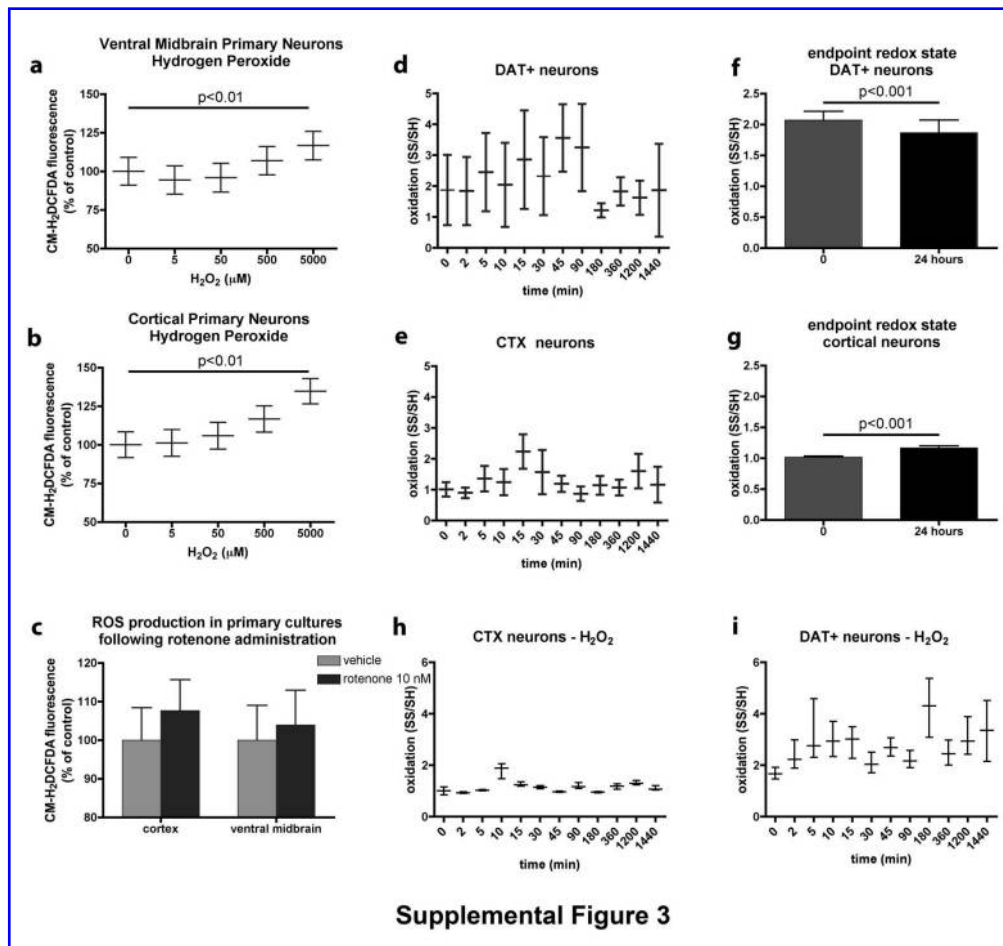 a
Ventral Midbrain Primary Neurons
Hydrogen Peroxide
p<0.01
150
125
100
75
50
CM-H₂DCFDA fluorescence
(% of control)
0 5 50 500 5000
H₂O₂ (μM)
b
Cortical Primary Neurons
Hydrogen Peroxide
p<0.01
150
125
100
75
50
CM-H₂DCFDA fluorescence
(% of control)
0 5 50 500 5000
H₂O₂ (μM)
c
ROS production in primary cultures
following rotenone administration
vehicle
rotenone 10 nM
120
110
100
90
80
CM-H₂DCFDA fluorescence
(% of control)
cortex ventral midbrain
d
DAT+ neurons
5
4
3
2
1
0
oxidation (SS/SH)
0 2 5 10 15 30 45 90 180 360 1200 1440
time (min)
e
CTX neurons
5
4
3
2
1
0
oxidation (SS/SH)
0 2 5 10 15 30 45 90 180 360 1200 1440
time (min)
f
endpoint redox state
DAT+ neurons
p<0.001
2.5
2.0
1.5
1.0
0.5
0.0
oxidation (SS/SH)
0 24 hours
g
endpoint redox state
cortical neurons
p<0.001
2.5
2.0
1.5
1.0
0.5
0.0
oxidation (SS/SH)
0 24 hours
h
CTX neurons - H₂O₂
6
4
2
0
oxidation (SS/SH)
0 2 5 10 15 30 45 90 180 360 1200 1440
time (min)
i
DAT+ neurons - H₂O₂
6
4
2
0
oxidation (SS/SH)
0 2 5 10 15 30 45 90 180 360 1200 1440
time (min)
Supplemental Figure 3